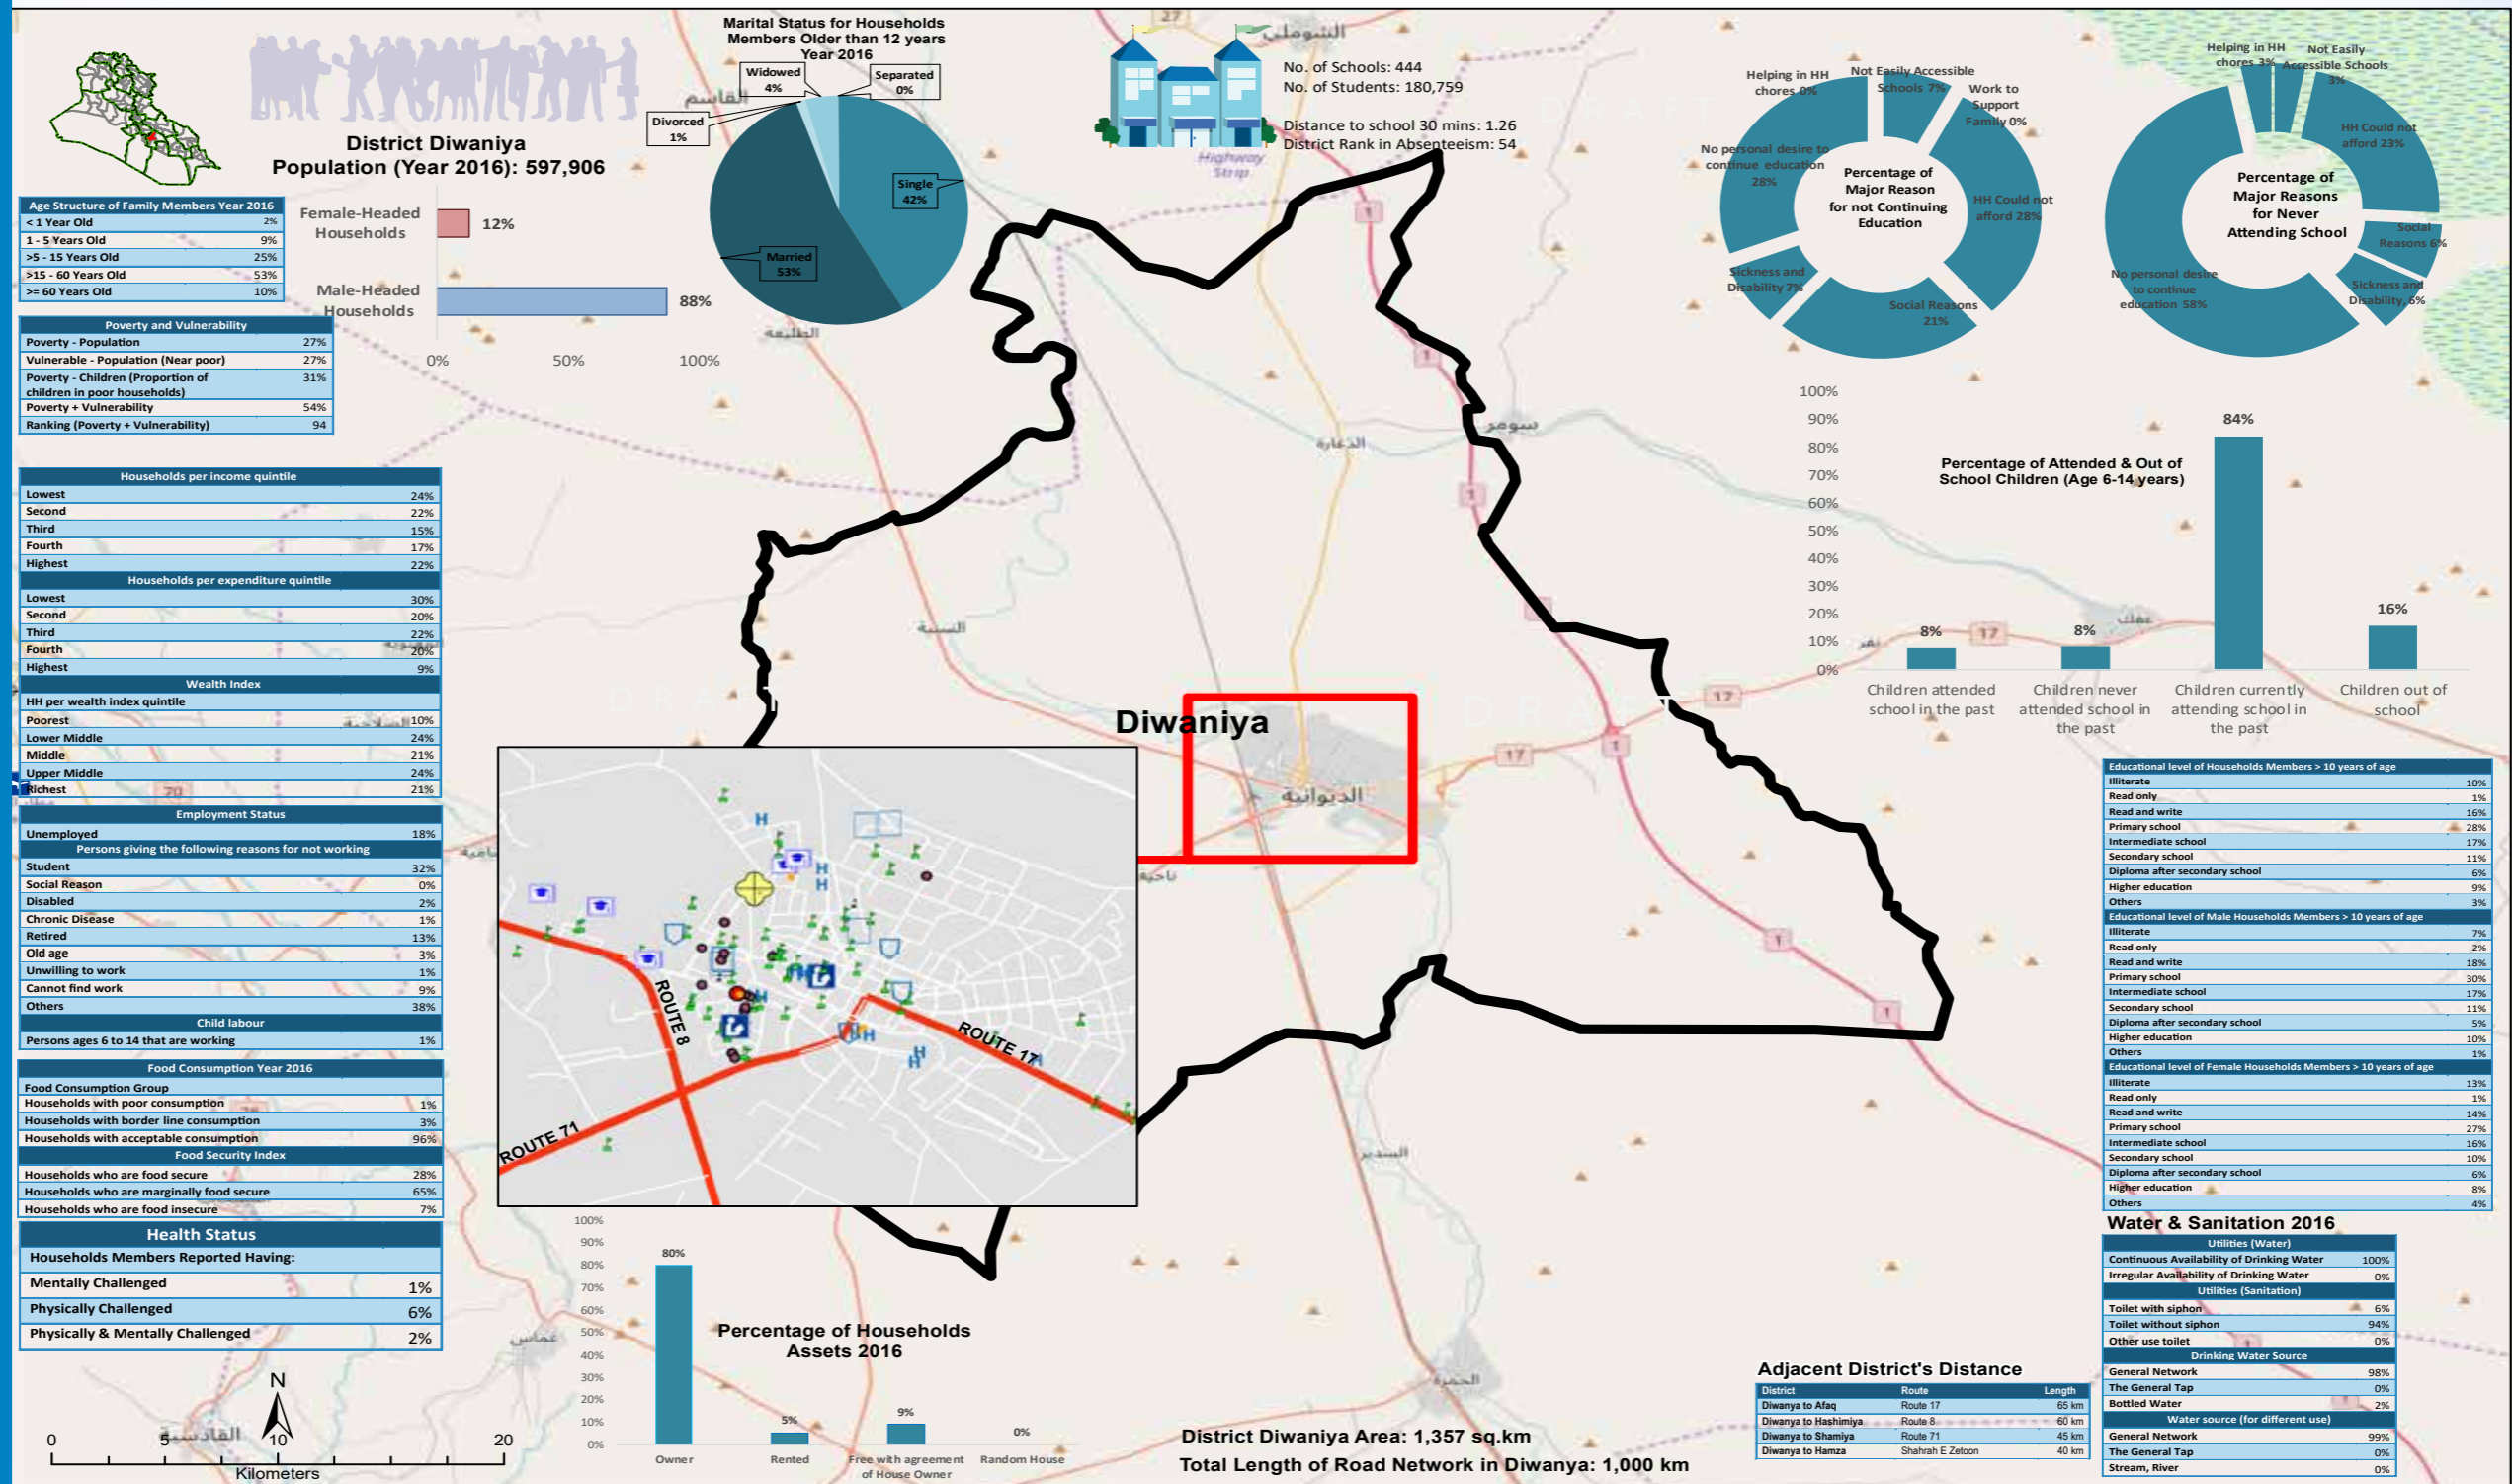 Marital Status for Households
Members Older than 12 years
Year 2016
Widowed
4%
Separated
0%
Divorced
1%
Single
42%
Married
53%
District Diwaniya
Population (Year 2016): 597,906
Female-Headed
Households
12%
Male-Headed
Households
88%
0% 50% 100%
No. of Schools: 444
No. of Students: 180,759
Distance to school 30 mins: 1.26
District Rank in Absenteeism: 54
Highway
Strip
Percentage of
Major Reason
for not Continuing
Education
Helping in HH
chores 0%
Not Easily Accessible
Schools 7%
Work to
Support
Family 0%
HH Could not
afford 28%
Social Reasons
21%
Sickness and
Disability 7%
No personal desire to
continue education
28%
Percentage of
Major Reasons
for Never
Attending School
Helping in HH
chores 3%
Not Easily
Accessible Schools
3%
HH Could not
afford 23%
Social
Reasons 6%
Sickness and
Disability, 6%
No personal desire
to continue
education 58%
Age Structure of Family Members Year 2016
< 1 Year Old 2%
1 - 5 Years Old 9%
>5 - 15 Years Old 25%
>15 - 60 Years Old 53%
>= 60 Years Old 10%
Poverty and Vulnerability
Poverty - Population 27%
Vulnerable - Population (Near poor) 27%
Poverty - Children (Proportion of
children in poor households) 31%
Poverty + Vulnerability 54%
Ranking (Poverty + Vulnerability) 94
Households per income quintile
Lowest 24%
Second 22%
Third 15%
Fourth 17%
Highest 22%
Households per expenditure quintile
Lowest 30%
Second 20%
Third 22%
Fourth 20%
Highest 9%
Wealth Index
HH per wealth index quintile
Poorest 10%
Lower Middle 24%
Middle 21%
Upper Middle 24%
Richest 21%
Employment Status
Unemployed 18%
Persons giving the following reasons for not working
Student 32%
Social Reason 0%
Disabled 2%
Chronic Disease 1%
Retired 13%
Old age 3%
Unwilling to work 1%
Cannot find work 9%
Others 38%
Child labour
Persons ages 6 to 14 that are working 1%
Food Consumption Year 2016
Food Consumption Group
Households with poor consumption 1%
Households with border line consumption 3%
Households with acceptable consumption 96%
Food Security Index
Households who are food secure 28%
Households who are marginally food secure 65%
Households who are food insecure 7%
Health Status
Households Members Reported Having:
Mentally Challenged 1%
Physically Challenged 6%
Physically & Mentally Challenged 2%
N
0 5 10 20
Kilometers
Percentage of Attended & Out of
School Children (Age 6-14 years)
100%
90%
80%
70%
60%
50%
40%
30%
20%
10%
0%
8%
8%
84%
16%
Children attended
school in the past
Children never
attended school in
the past
Children currently
attending school in
the past
Children out of
school
DRAFT
DRAFT
DRAFT
Diwaniya
الديوانية
القاسم
الشوملي
الطليعة
الدغارة
سومر
السنية
عفك
نفر
السدير
الحمزة
غماس
القادسية
27
1
1
1
1
1
1
1
17
17
17
70
ROUTE 8
ROUTE 17
ROUTE 71
Percentage of Households
Assets 2016
100%
90%
80%
70%
60%
50%
40%
30%
20%
10%
0%
80%
5%
9%
0%
Owner
Rented
Free with agreement
of House Owner
Random House
District Diwaniya Area: 1,357 sq.km
Total Length of Road Network in Diwanya: 1,000 km
Adjacent District's Distance
District Route Length
Diwanya to Afaq Route 17 65 km
Diwanya to Hashimiya Route 8 60 km
Diwanya to Shamiya Route 71 45 km
Diwanya to Hamza Shahrah E Zetoon 40 km
Educational level of Households Members > 10 years of age
Illiterate 10%
Read only 1%
Read and write 16%
Primary school 28%
Intermediate school 17%
Secondary school 11%
Diploma after secondary school 6%
Higher education 9%
Others 3%
Educational level of Male Households Members > 10 years of age
Illiterate 7%
Read only 2%
Read and write 18%
Primary school 30%
Intermediate school 17%
Secondary school 11%
Diploma after secondary school 5%
Higher education 10%
Others 1%
Educational level of Female Households Members > 10 years of age
Illiterate 13%
Read only 1%
Read and write 14%
Primary school 27%
Intermediate school 16%
Secondary school 10%
Diploma after secondary school 6%
Higher education 8%
Others 4%
Water & Sanitation 2016
Utilities (Water)
Continuous Availability of Drinking Water 100%
Irregular Availability of Drinking Water 0%
Utilities (Sanitation)
Toilet with siphon 6%
Toilet without siphon 94%
Other use toilet 0%
Drinking Water Source
General Network 98%
The General Tap 0%
Bottled Water 2%
Water source (for different use)
General Network 99%
The General Tap 0%
Stream, River 0%